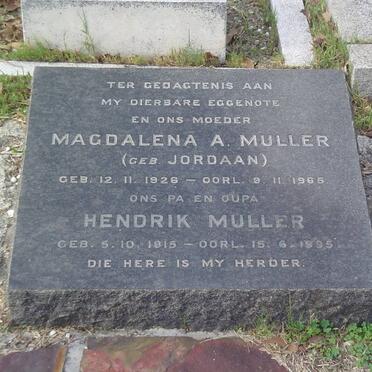 TER GEDAGTENIS AAN
MY DIERBARE EGGENOTE
EN ONS MOEDER
MAGDALENA A. MULLER
(GEB JORDAAN)
GEB. 12. 11. 1926 — OORL. 9. 11. 1965
ONS PA EN OUPA
HENDRIK MULLER
GEB. 5. 10. 1915 — OORL. 15. 6. 1995
DIE HERE IS MY HERDER.